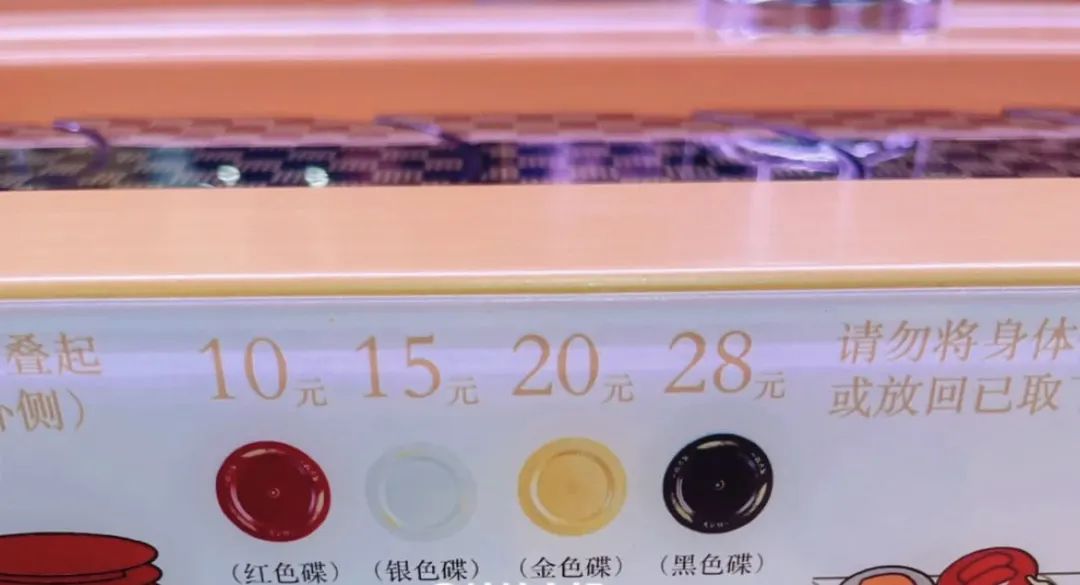 叠起
侧）
10元 15元 20元 28元
（红色碟） （银色碟） （金色碟） （黑色碟）
请勿将身体
或放回已取